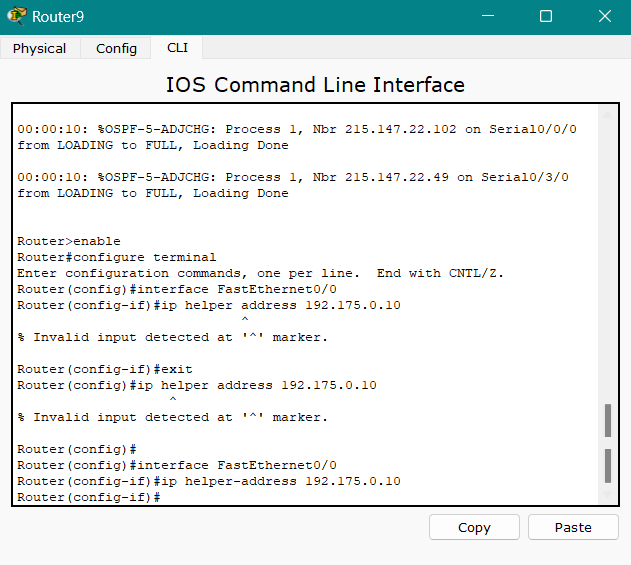 Router9
Physical Config CLI
IOS Command Line Interface
00:00:10: %OSPF-5-ADJCHG: Process 1, Nbr 215.147.22.102 on Serial0/0/0
from LOADING to FULL, Loading Done
00:00:10: %OSPF-5-ADJCHG: Process 1, Nbr 215.147.22.49 on Serial0/3/0
from LOADING to FULL, Loading Done
Router>enable
Router#configure terminal
Enter configuration commands, one per line.  End with CNTL/Z.
Router(config)#interface FastEthernet0/0
Router(config-if)#ip helper address 192.175.0.10
^
% Invalid input detected at '^' marker.
Router(config-if)#exit
Router(config)#ip helper address 192.175.0.10
^
% Invalid input detected at '^' marker.
Router(config)#
Router(config)#interface FastEthernet0/0
Router(config-if)#ip helper-address 192.175.0.10
Router(config-if)#
Copy Paste